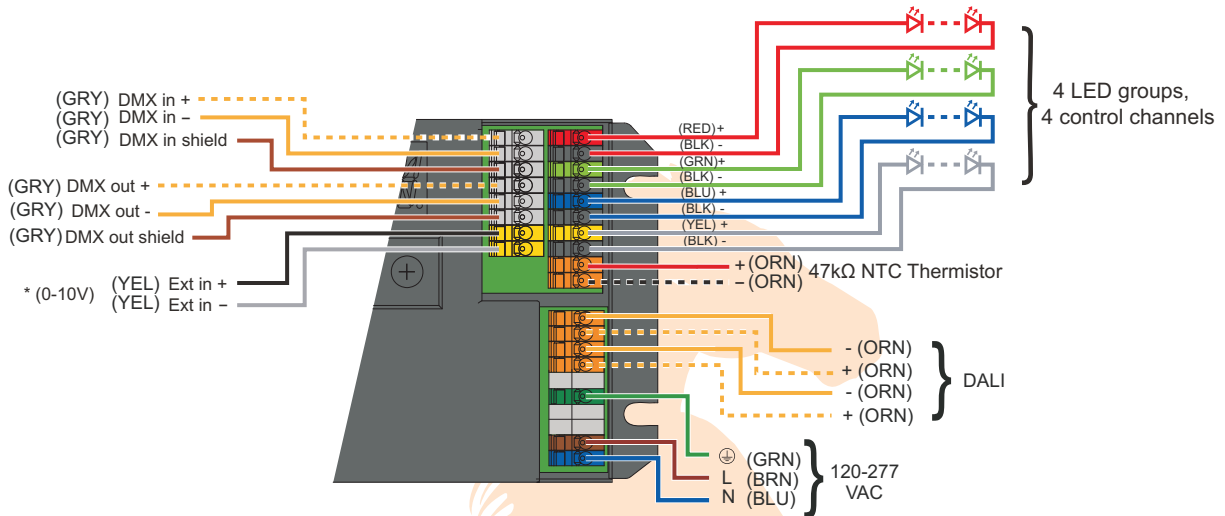 (GRY) DMX in +
(GRY) DMX in –
(GRY) DMX in shield
(GRY) DMX out +
(GRY) DMX out -
(GRY) DMX out shield
(YEL) Ext in +
* (0-10V)
(YEL) Ext in –
(RED)+
(BLK) -
(GRN)+
(BLK) -
(BLU) +
(BLK) -
(YEL) +
(BLK) -
4 LED groups,
4 control channels
+ (ORN)
– (ORN)
47kΩ NTC Thermistor
- (ORN)
+ (ORN)
- (ORN)
+ (ORN)
DALI
(GRN)
L (BRN)
N (BLU)
120-277
VAC